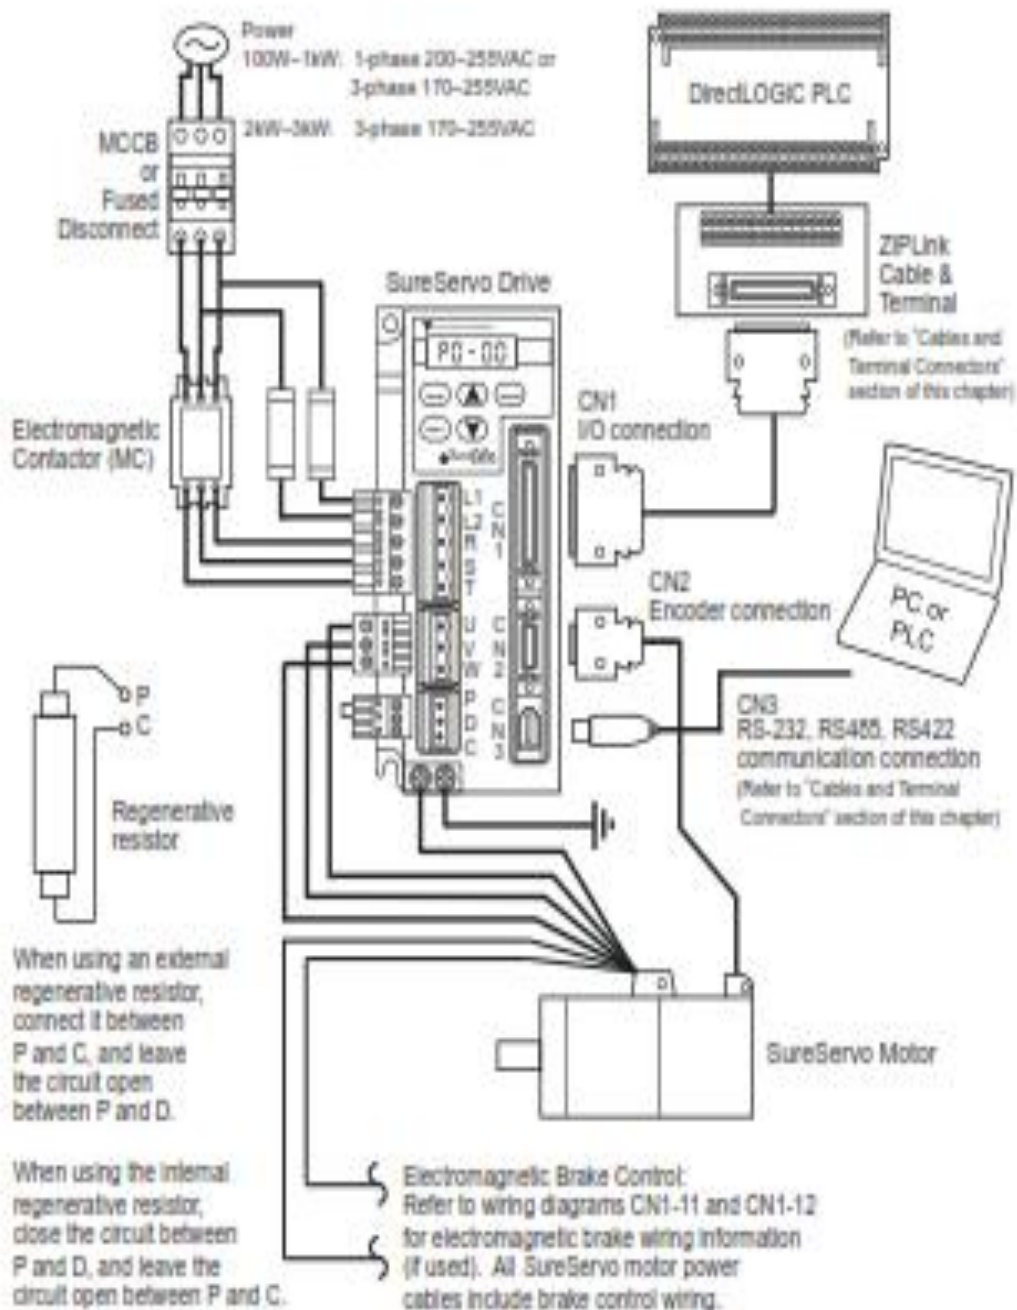 Power
100W~1kW: 1-phase 200~255VAC or
3-phase 170~255VAC
2kW~3kW: 3-phase 170~255VAC
MCCB
or
Fused
Disconnect
DirectLOGIC PLC
ZIPLink
Cable &
Terminal
(Refer to "Cables and
Terminal Connectors"
section of this chapter)
SureServo Drive
P0-00
CN1
I/O connection
Electromagnetic
Contactor (MC)
L1
L2
R
S
T
U
V
W
P
D
C
CN1
CN2
CN3
CN2
Encoder connection
PC or
PLC
CN3
RS-232, RS485, RS422
communication connection
(Refer to "Cables and Terminal
Connectors" section of this chapter)
P
C
Regenerative
resistor
When using an external
regenerative resistor,
connect it between
P and C, and leave
the circuit open
between P and D.
SureServo Motor
When using the internal
regenerative resistor,
close the circuit between
P and D, and leave the
circuit open between P and C.
Electromagnetic Brake Control:
Refer to wiring diagrams CN1-11 and CN1-12
for electromagnetic brake wiring information
(if used). All SureServo motor power
cables include brake control wiring.